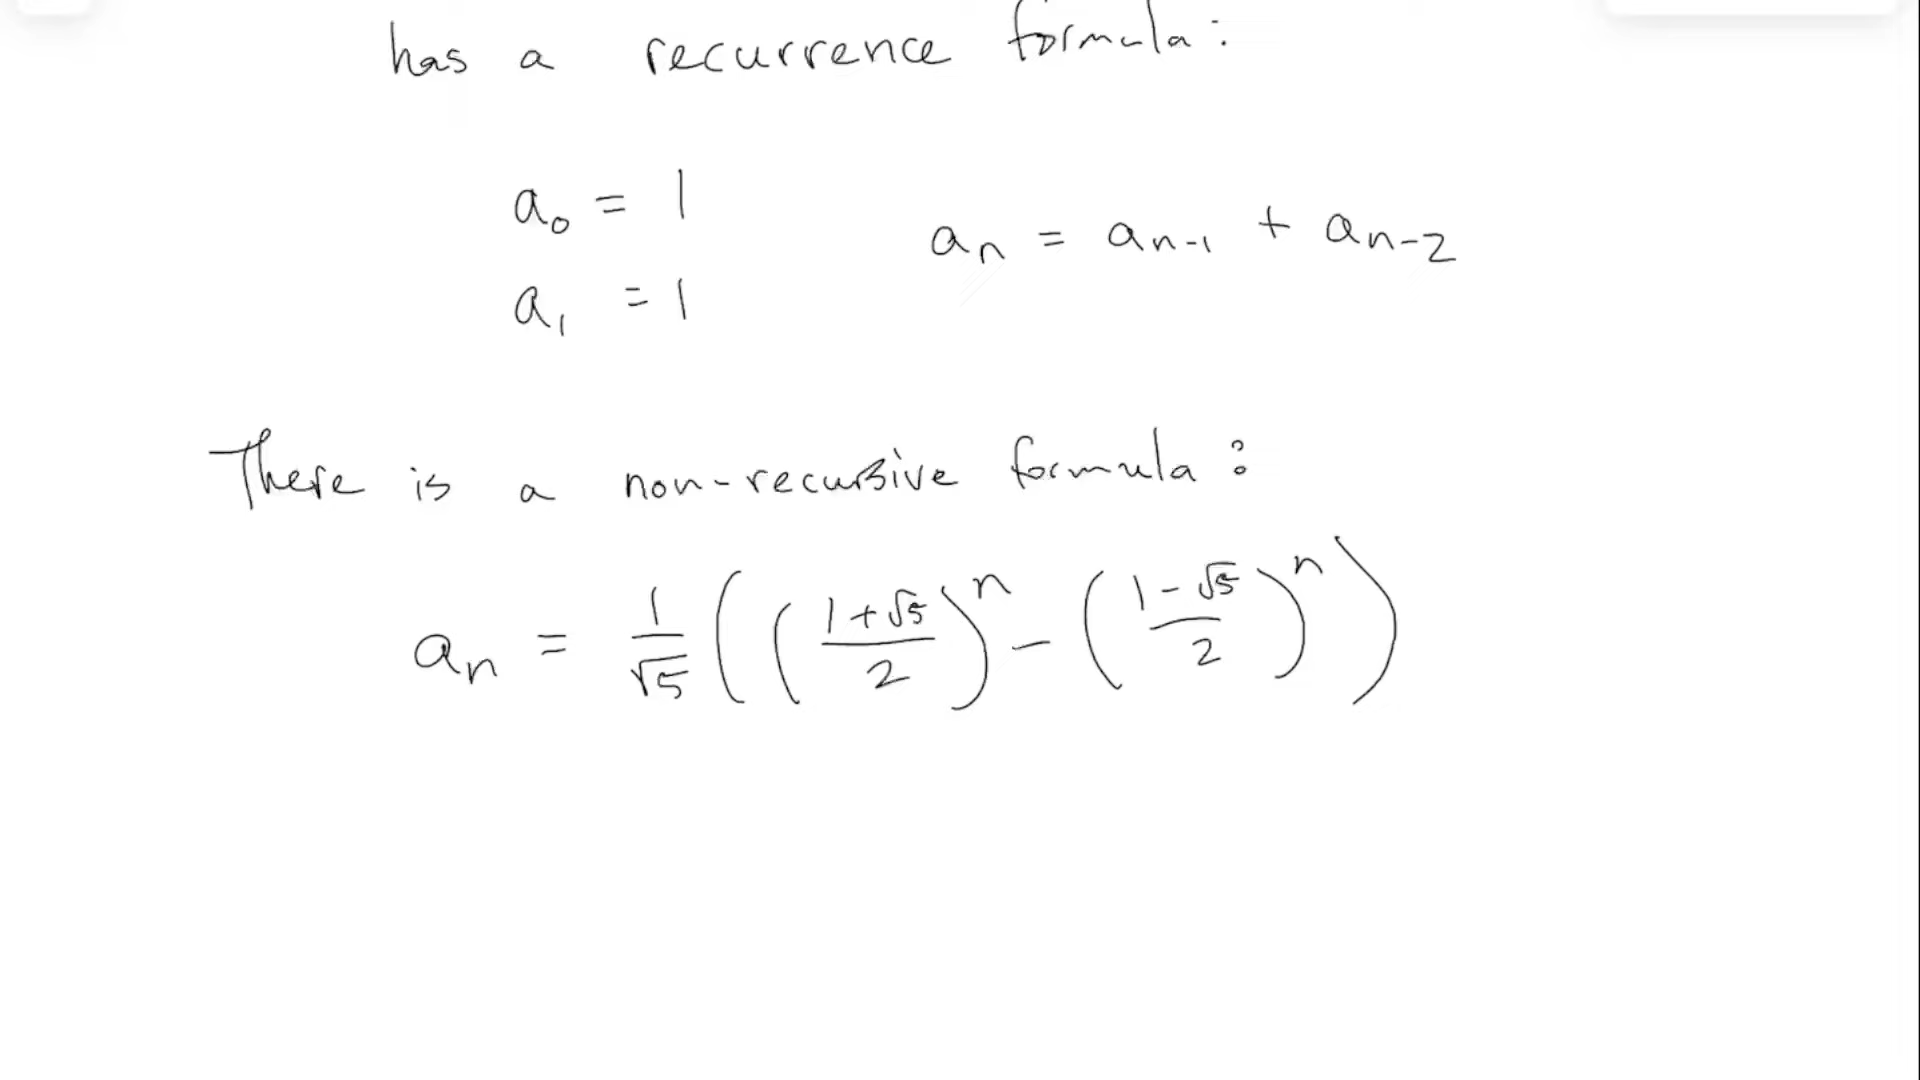 has a recurrence formula:
a₀ = 1
aₙ = aₙ₋₁ + aₙ₋₂
a₁ = 1
There is a non-recursive formula:
aₙ = 1/√5 ( ( (1+√5)/2 )ⁿ - ( (1-√5)/2 )ⁿ )